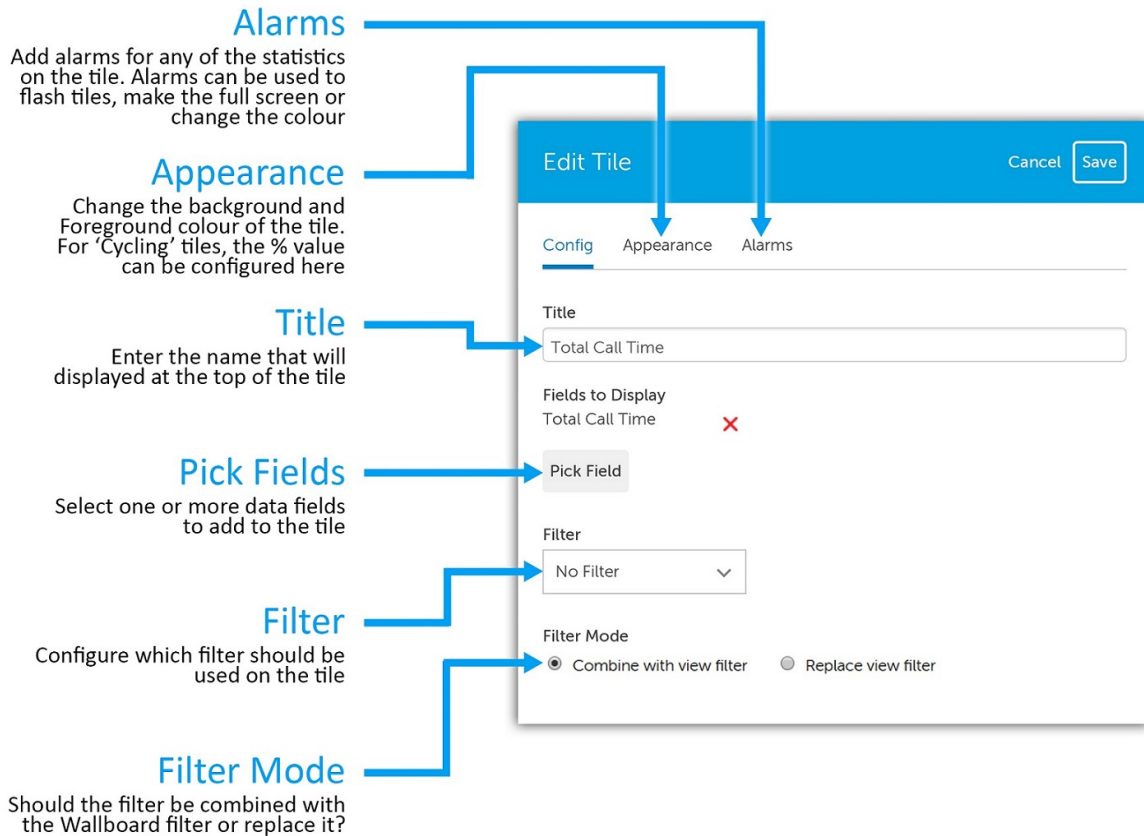 Alarms
Add alarms for any of the statistics
on the tile. Alarms can be used to
flash tiles, make the full screen or
change the colour
Appearance
Change the background and
Foreground colour of the tile.
For ‘Cycling’ tiles, the % value
can be configured here
Title
Enter the name that will
displayed at the top of the tile
Pick Fields
Select one or more data fields
to add to the tile
Filter
Configure which filter should be
used on the tile
Filter Mode
Should the filter be combined with
the Wallboard filter or replace it?
Edit Tile Cancel Save
Config Appearance Alarms
Title
Total Call Time
Fields to Display
Total Call Time
Pick Field
Filter
No Filter
Filter Mode
Combine with view filter Replace view filter